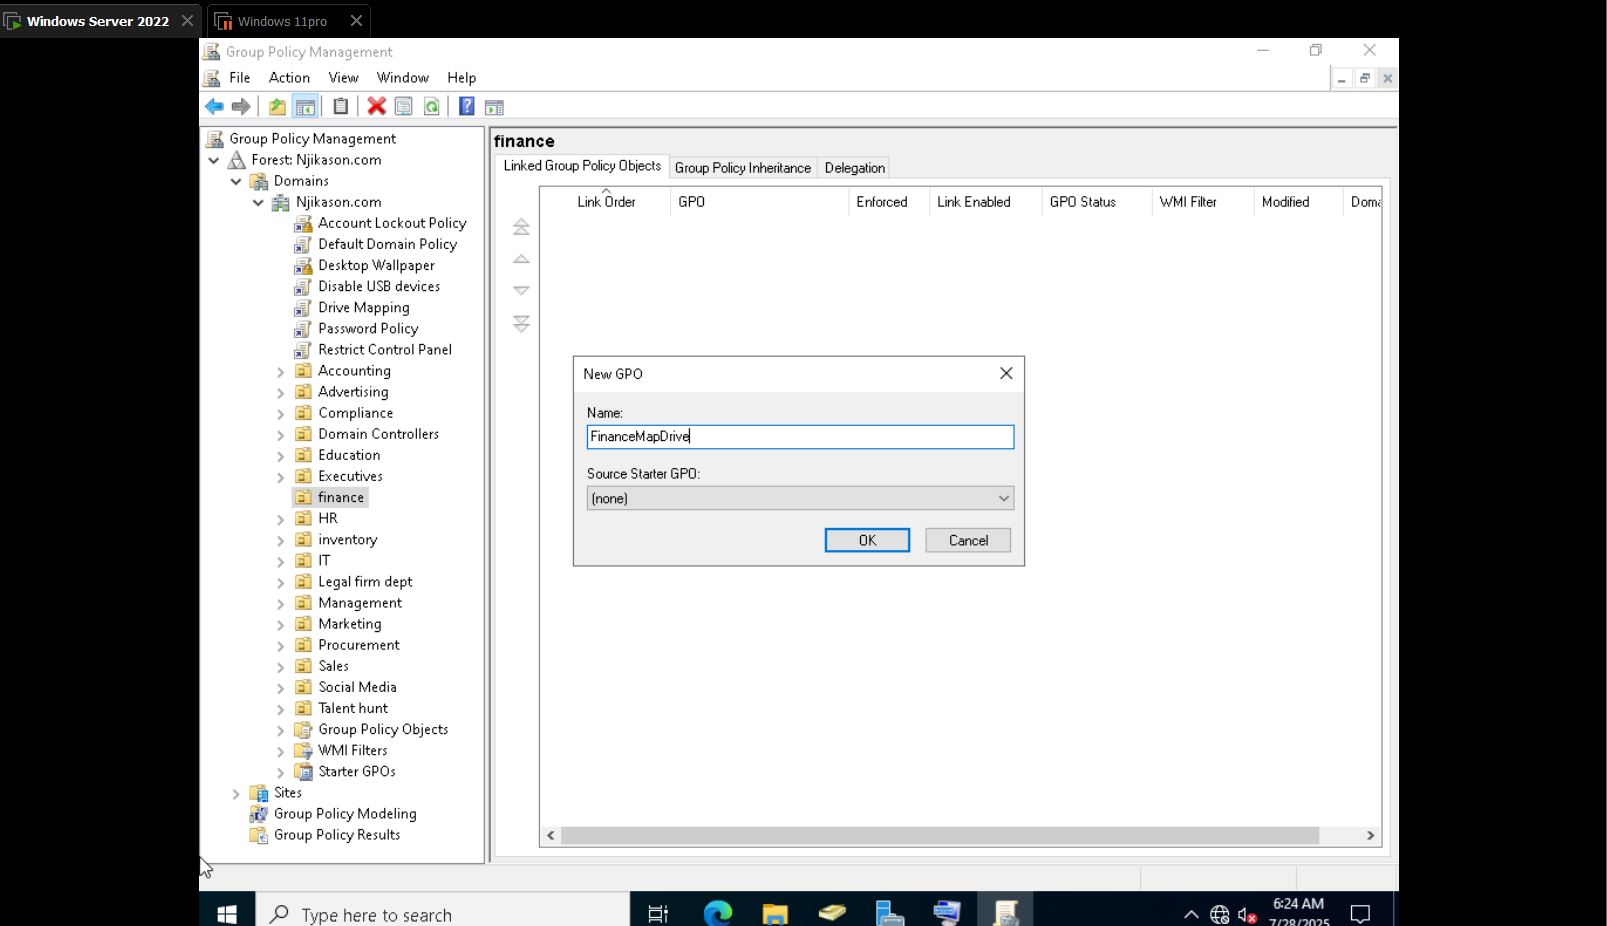 Windows Server 2022
Windows 11pro
Group Policy Management
File Action View Window Help
Group Policy Management
Forest: Njikason.com
Domains
Njikason.com
Account Lockout Policy
Default Domain Policy
Desktop Wallpaper
Disable USB devices
Drive Mapping
Password Policy
Restrict Control Panel
Accounting
Advertising
Compliance
Domain Controllers
Education
Executives
finance
HR
inventory
IT
Legal firm dept
Management
Marketing
Procurement
Sales
Social Media
Talent hunt
Group Policy Objects
WMI Filters
Starter GPOs
Sites
Group Policy Modeling
Group Policy Results
finance
Linked Group Policy Objects Group Policy Inheritance Delegation
Link Order GPO Enforced Link Enabled GPO Status WMI Filter Modified Doma
New GPO
Name:
FinanceMapDrive
Source Starter GPO:
(none)
OK Cancel
Type here to search
6:24 AM
7/28/2025